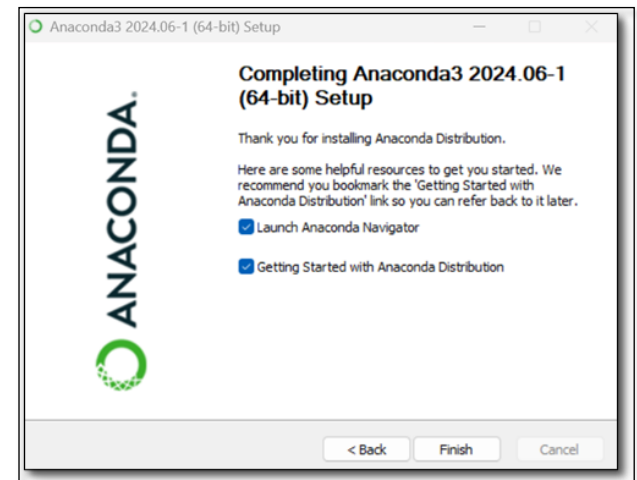 Anaconda3 2024.06-1 (64-bit) Setup
ANACONDA.
Completing Anaconda3 2024.06-1
(64-bit) Setup
Thank you for installing Anaconda Distribution.
Here are some helpful resources to get you started. We
recommend you bookmark the 'Getting Started with
Anaconda Distribution' link so you can refer back to it later.
Launch Anaconda Navigator
Getting Started with Anaconda Distribution
< Back
Finish
Cancel